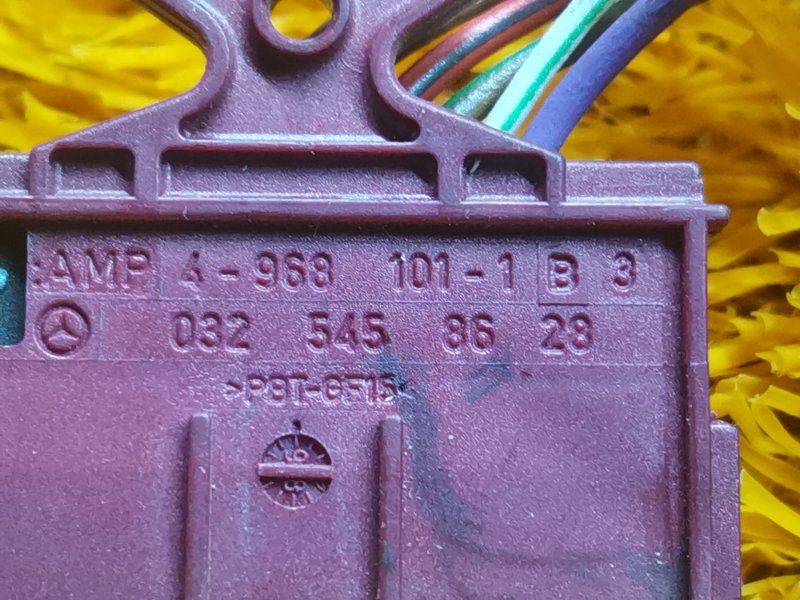 :AMP 4-968 101-1 B 3
032 545 86 28
>PBT-GF15<